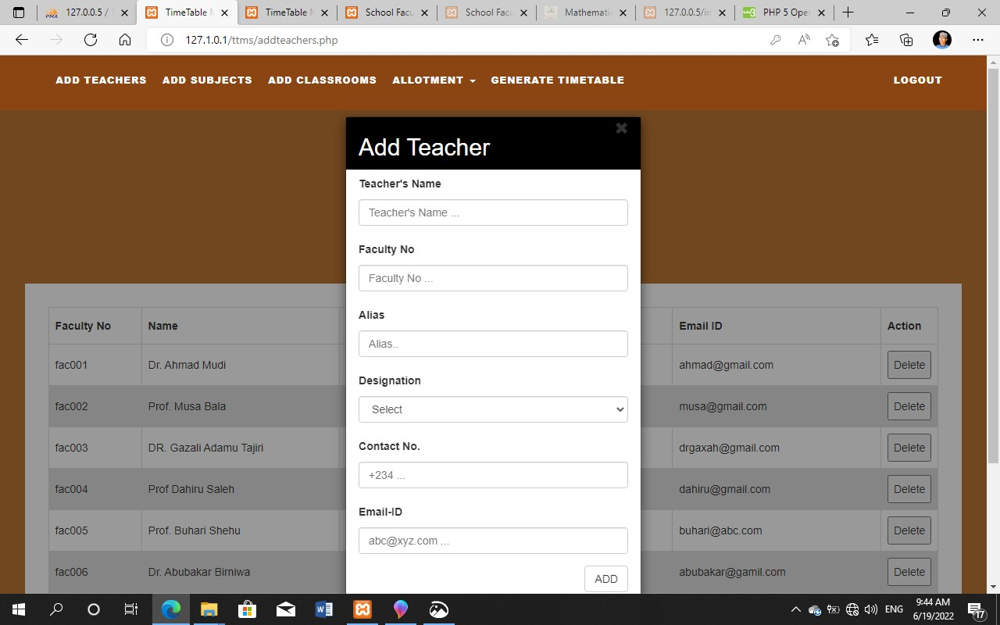 127.0.0.5 /
TimeTable M
TimeTable M
School Facu
School Facu
Mathematic
127.0.0.5/in
PHP 5 Oper
127.1.0.1/ttms/addteachers.php
ADD TEACHERS ADD SUBJECTS ADD CLASSROOMS ALLOTMENT GENERATE TIMETABLE LOGOUT
Add Teacher
Teacher's Name
Teacher's Name ...
Faculty No
Faculty No ...
Alias
Alias..
Designation
Select
Contact No.
+234 ...
Email-ID
abc@xyz.com ...
ADD
Faculty No Name Email ID Action
fac001 Dr. Ahmad Mudi ahmad@gmail.com Delete
fac002 Prof. Musa Bala musa@gmail.com Delete
fac003 DR. Gazali Adamu Tajiri drgaxah@gmail.com Delete
fac004 Prof Dahiru Saleh dahiru@gmail.com Delete
fac005 Prof. Buhari Shehu buhari@abc.com Delete
fac006 Dr. Abubakar Birniwa abubakar@gamil.com Delete
ENG
9:44 AM
6/19/2022
17